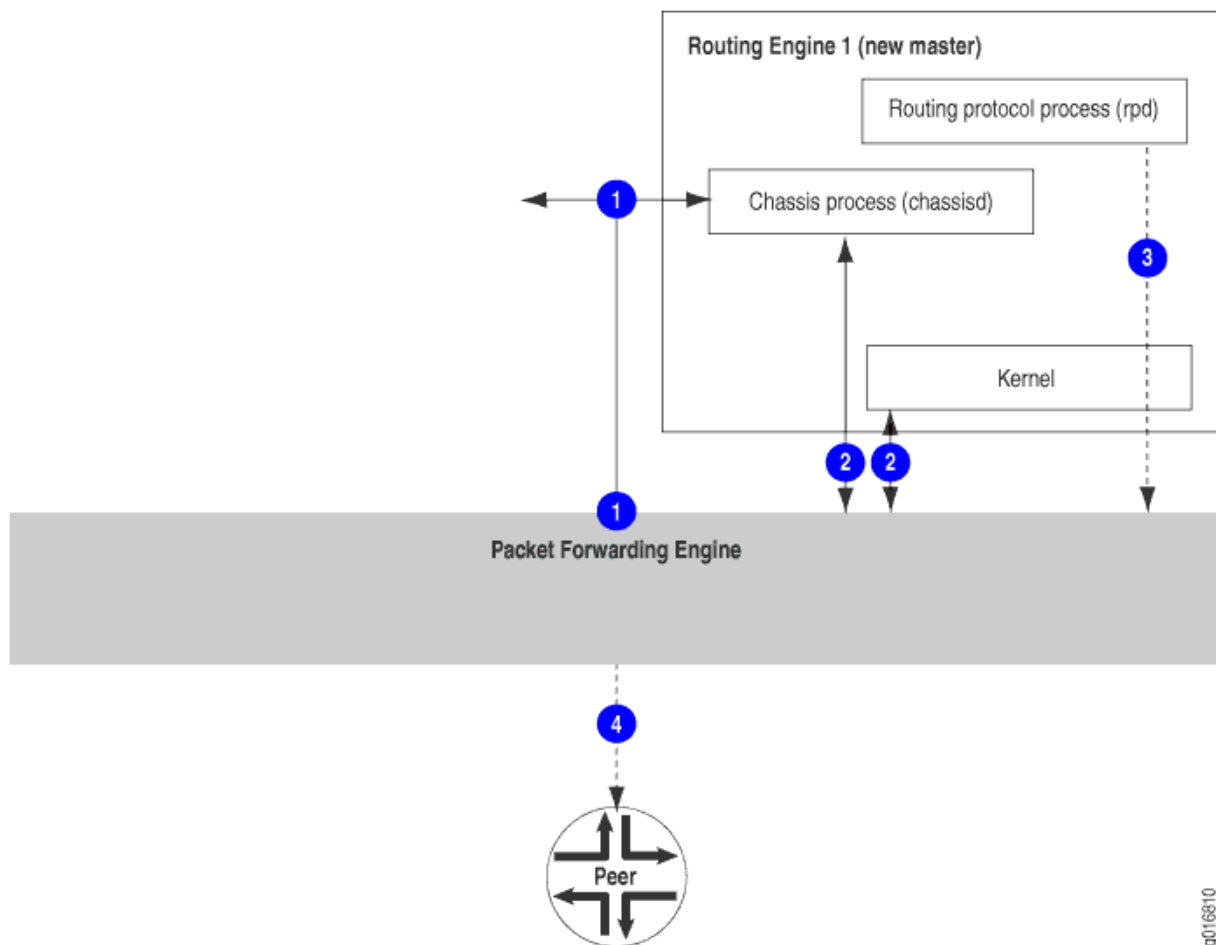 Routing Engine 1 (new master)
Routing protocol process (rpd)
1
Chassis process (chassisd)
3
Kernel
2
2
1
Packet Forwarding Engine
4
Peer
g016810